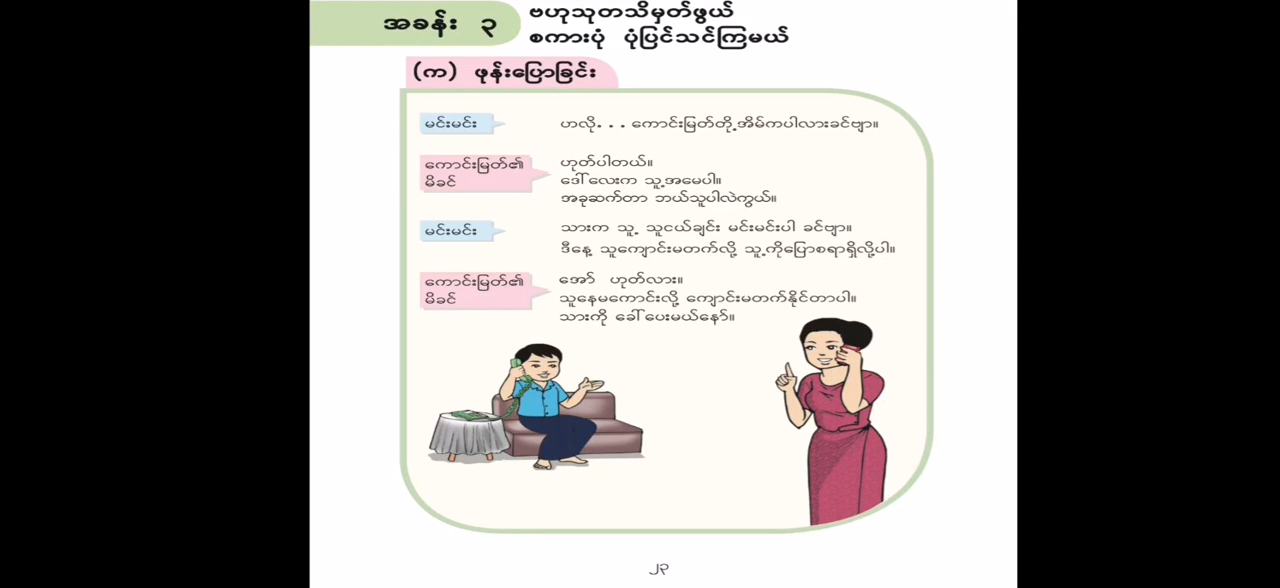 အခန်း ၃
ဗဟုသုတသိမှတ်ဖွယ်
စကားပုံ ပုံပြင်သင်ကြမယ်
(က) ဖုန်းပြောခြင်း
မင်းမင်း ဟလို. . . ကောင်းမြတ်တို့အိမ်ကပါလားခင်ဗျာ။
ကောင်းမြတ်၏ မိခင်
ဟုတ်ပါတယ်။
ဒေါ်လေးက သူ့အမေပါ။
အခုဆက်တာ ဘယ်သူပါလဲကွယ်။
မင်းမင်း သားက သူ့ သူငယ်ချင်း မင်းမင်းပါ ခင်ဗျာ။
ဒီနေ့ သူကျောင်းမတက်လို့ သူ့ကိုပြောစရာရှိလို့ပါ။
ကောင်းမြတ်၏ မိခင်
အော် ဟုတ်လား။
သူနေမကောင်းလို့ ကျောင်းမတက်နိုင်တာပါ။
သားကို ခေါ်ပေးမယ်နော်။
၂၃